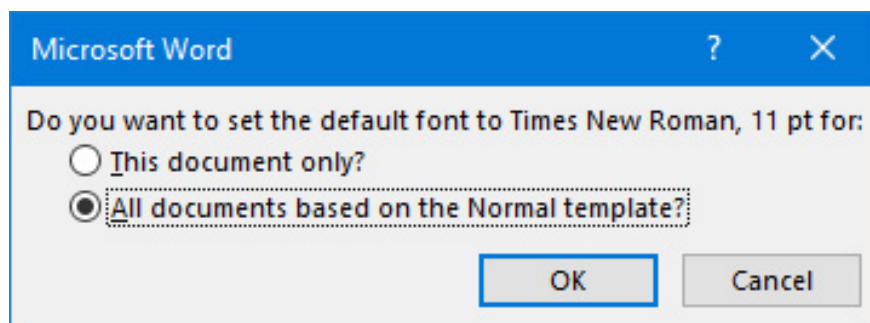 Microsoft Word
Do you want to set the default font to Times New Roman, 11 pt for:
This document only?
All documents based on the Normal template?
OK Cancel